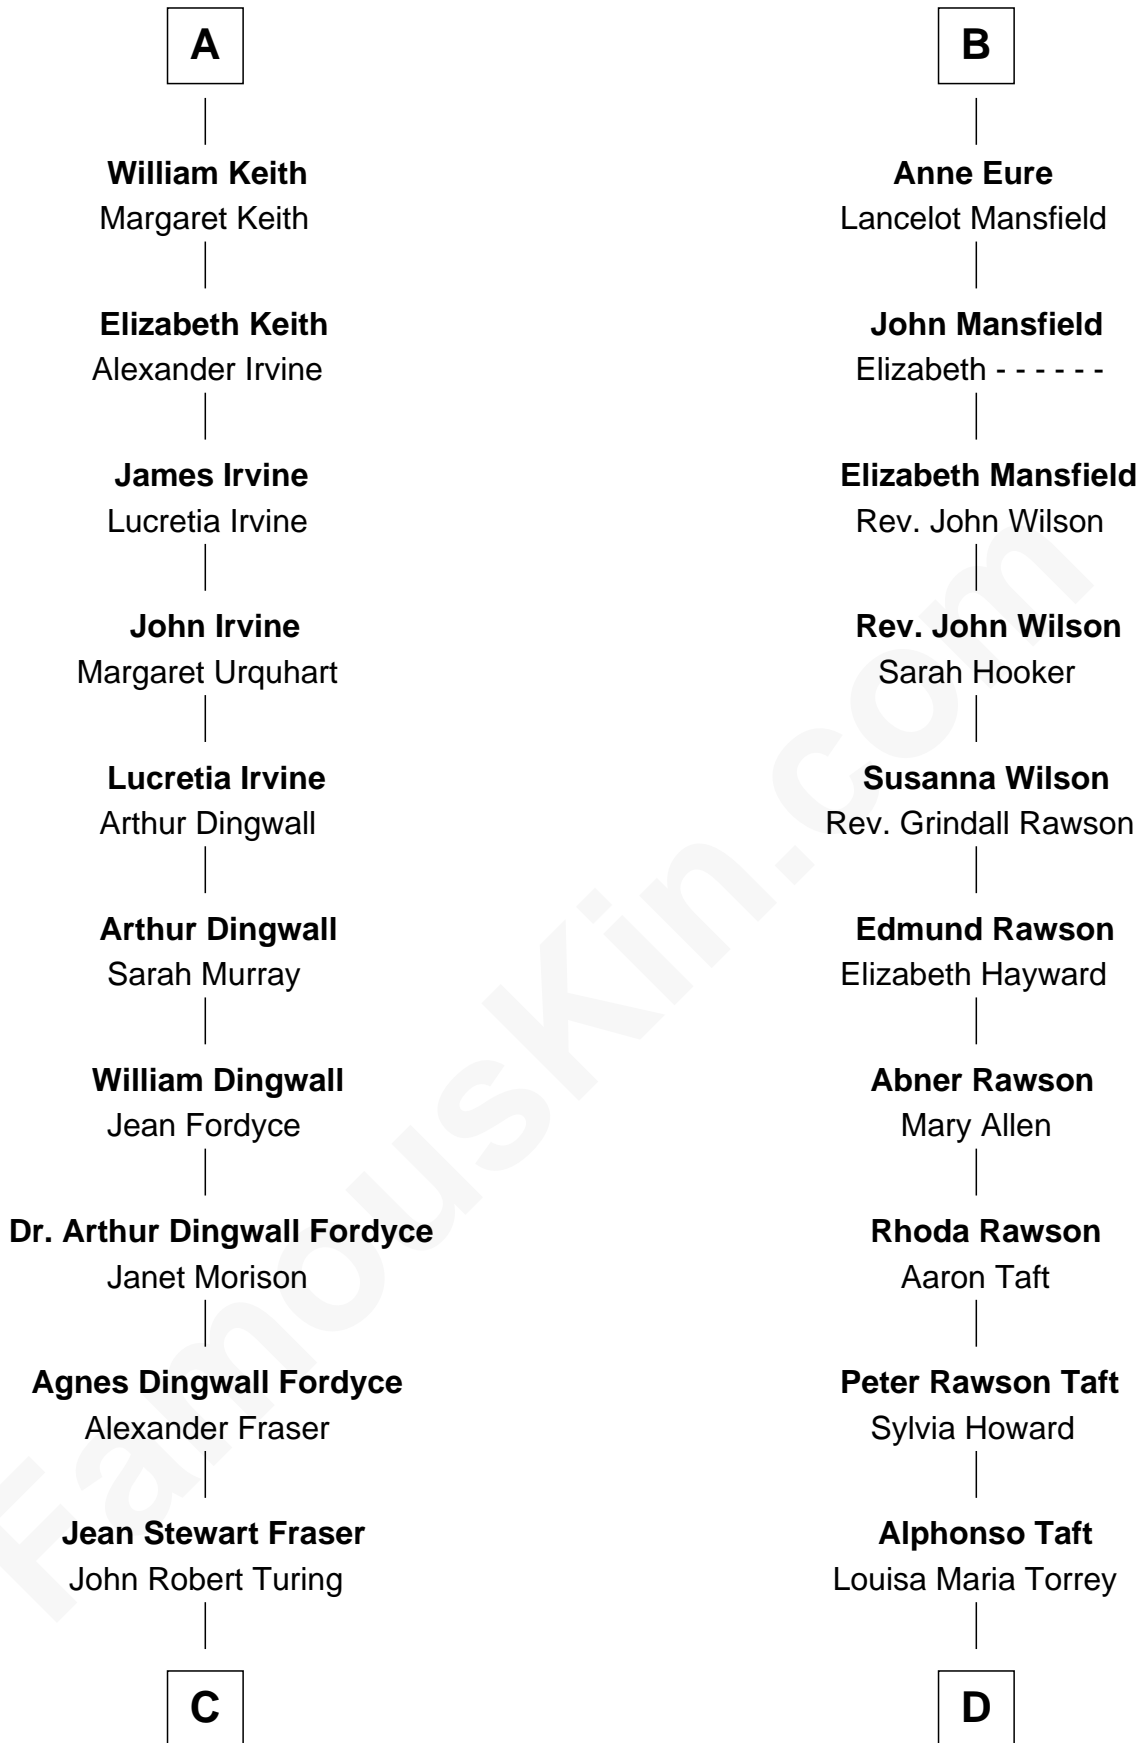 A
William Keith
Margaret Keith
Elizabeth Keith
Alexander Irvine
James Irvine
Lucretia Irvine
John Irvine
Margaret Urquhart
Lucretia Irvine
Arthur Dingwall
Arthur Dingwall
Sarah Murray
William Dingwall
Jean Fordyce
Dr. Arthur Dingwall Fordyce
Janet Morison
Agnes Dingwall Fordyce
Alexander Fraser
Jean Stewart Fraser
John Robert Turing
C
B
Anne Eure
Lancelot Mansfield
John Mansfield
Elizabeth - - - - - -
Elizabeth Mansfield
Rev. John Wilson
Rev. John Wilson
Sarah Hooker
Susanna Wilson
Rev. Grindall Rawson
Edmund Rawson
Elizabeth Hayward
Abner Rawson
Mary Allen
Rhoda Rawson
Aaron Taft
Peter Rawson Taft
Sylvia Howard
Alphonso Taft
Louisa Maria Torrey
D
FamousKin.com